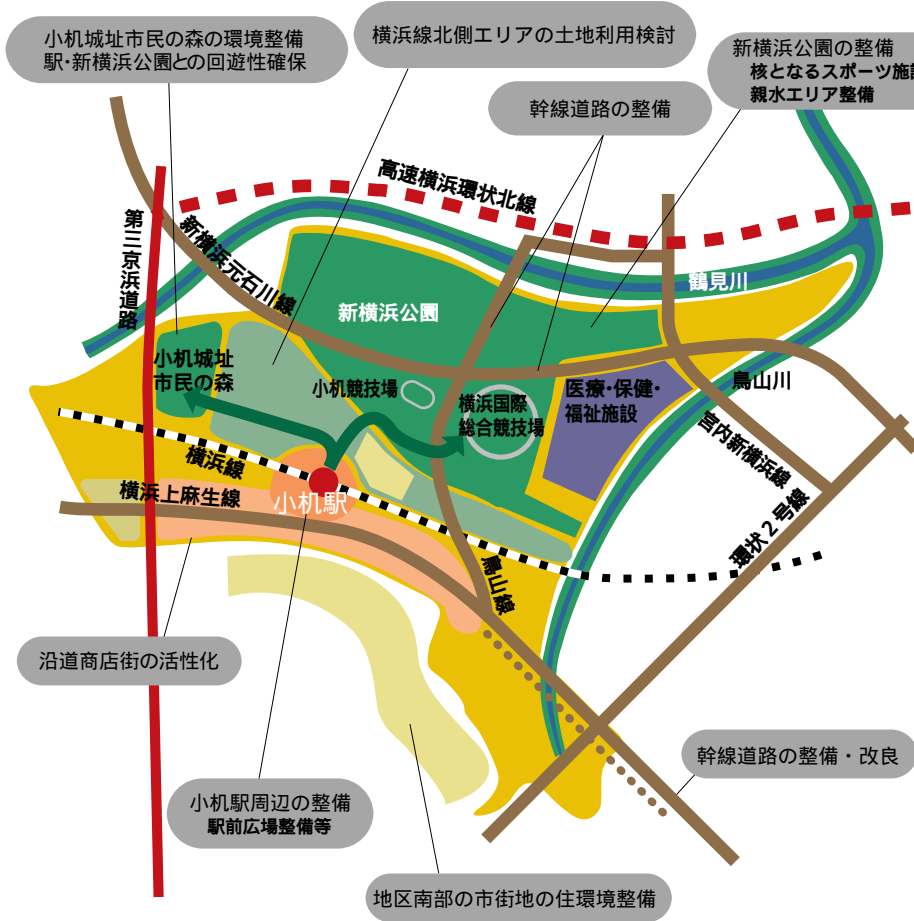 小机城址市民の森の環境整備
駅・新横浜公園との回遊性確保
横浜線北側エリアの土地利用検討
新横浜公園の整備
核となるスポーツ施設
親水エリア整備
幹線道路の整備
高速横浜環状北線
第三京浜道路
新横浜元石川線
鶴見川
新横浜公園
小机城址
市民の森
小机競技場
横浜国際
総合競技場
医療・保健・
福祉施設
鳥山川
宮内新横浜線
横浜線
横浜上麻生線
小机駅
環状2号線
鳥山線
沿道商店街の活性化
幹線道路の整備・改良
小机駅周辺の整備
駅前広場整備等
地区南部の市街地の住環境整備